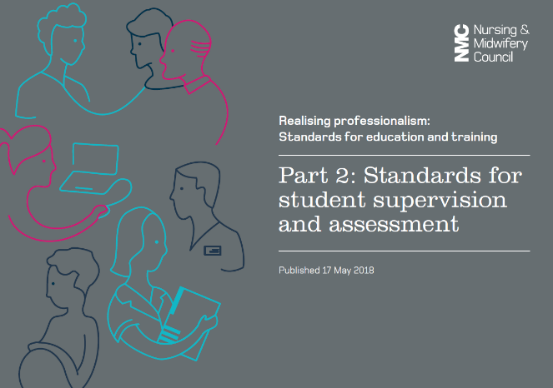 NMC
Nursing &
Midwifery
Council
Realising professionalism:
Standards for education and training
Part 2: Standards for
student supervision
and assessment
Published 17 May 2018